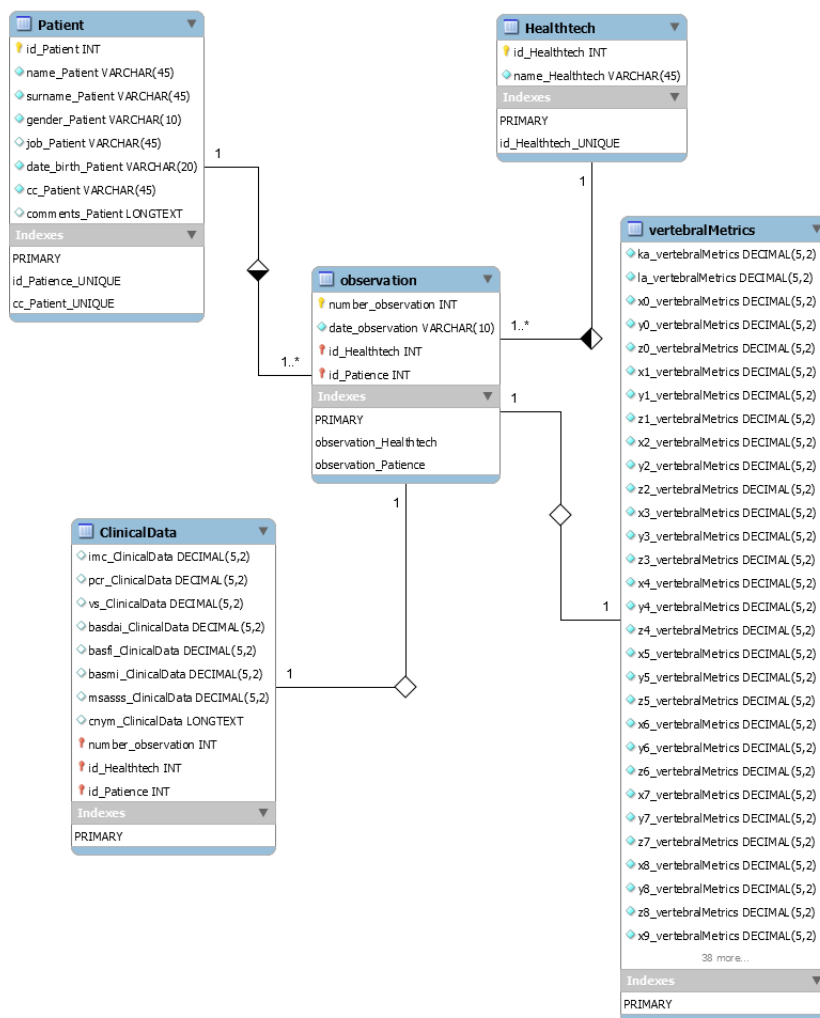 Patient
id_Patient INT
name_Patient VARCHAR(45)
surname_Patient VARCHAR(45)
gender_Patient VARCHAR(10)
job_Patient VARCHAR(45)
date_birth_Patient VARCHAR(20)
cc_Patient VARCHAR(45)
comments_Patient LONGTEXT
Indexes
PRIMARY
id_Patience_UNIQUE
cc_Patient_UNIQUE
1
1..*
Healthtech
id_Healthtech INT
name_Healthtech VARCHAR(45)
Indexes
PRIMARY
id_Healthtech_UNIQUE
1
1..*
observation
number_observation INT
date_observation VARCHAR(10)
id_Healthtech INT
id_Patience INT
Indexes
PRIMARY
observation_Healthtech
observation_Patience
1
1
1
1
ClinicalData
imc_ClinicalData DECIMAL(5,2)
pcr_ClinicalData DECIMAL(5,2)
vs_ClinicalData DECIMAL(5,2)
basdai_ClinicalData DECIMAL(5,2)
basfi_ClinicalData DECIMAL(5,2)
basmi_ClinicalData DECIMAL(5,2)
msasss_ClinicalData DECIMAL(5,2)
cnym_ClinicalData LONGTEXT
number_observation INT
id_Healthtech INT
id_Patience INT
Indexes
PRIMARY
vertebralMetrics
ka_vertebralMetrics DECIMAL(5,2)
la_vertebralMetrics DECIMAL(5,2)
x0_vertebralMetrics DECIMAL(5,2)
y0_vertebralMetrics DECIMAL(5,2)
z0_vertebralMetrics DECIMAL(5,2)
x1_vertebralMetrics DECIMAL(5,2)
y1_vertebralMetrics DECIMAL(5,2)
z1_vertebralMetrics DECIMAL(5,2)
x2_vertebralMetrics DECIMAL(5,2)
y2_vertebralMetrics DECIMAL(5,2)
z2_vertebralMetrics DECIMAL(5,2)
x3_vertebralMetrics DECIMAL(5,2)
y3_vertebralMetrics DECIMAL(5,2)
z3_vertebralMetrics DECIMAL(5,2)
x4_vertebralMetrics DECIMAL(5,2)
y4_vertebralMetrics DECIMAL(5,2)
z4_vertebralMetrics DECIMAL(5,2)
x5_vertebralMetrics DECIMAL(5,2)
y5_vertebralMetrics DECIMAL(5,2)
z5_vertebralMetrics DECIMAL(5,2)
x6_vertebralMetrics DECIMAL(5,2)
y6_vertebralMetrics DECIMAL(5,2)
z6_vertebralMetrics DECIMAL(5,2)
x7_vertebralMetrics DECIMAL(5,2)
y7_vertebralMetrics DECIMAL(5,2)
z7_vertebralMetrics DECIMAL(5,2)
x8_vertebralMetrics DECIMAL(5,2)
y8_vertebralMetrics DECIMAL(5,2)
z8_vertebralMetrics DECIMAL(5,2)
x9_vertebralMetrics DECIMAL(5,2)
38 more...
Indexes
PRIMARY